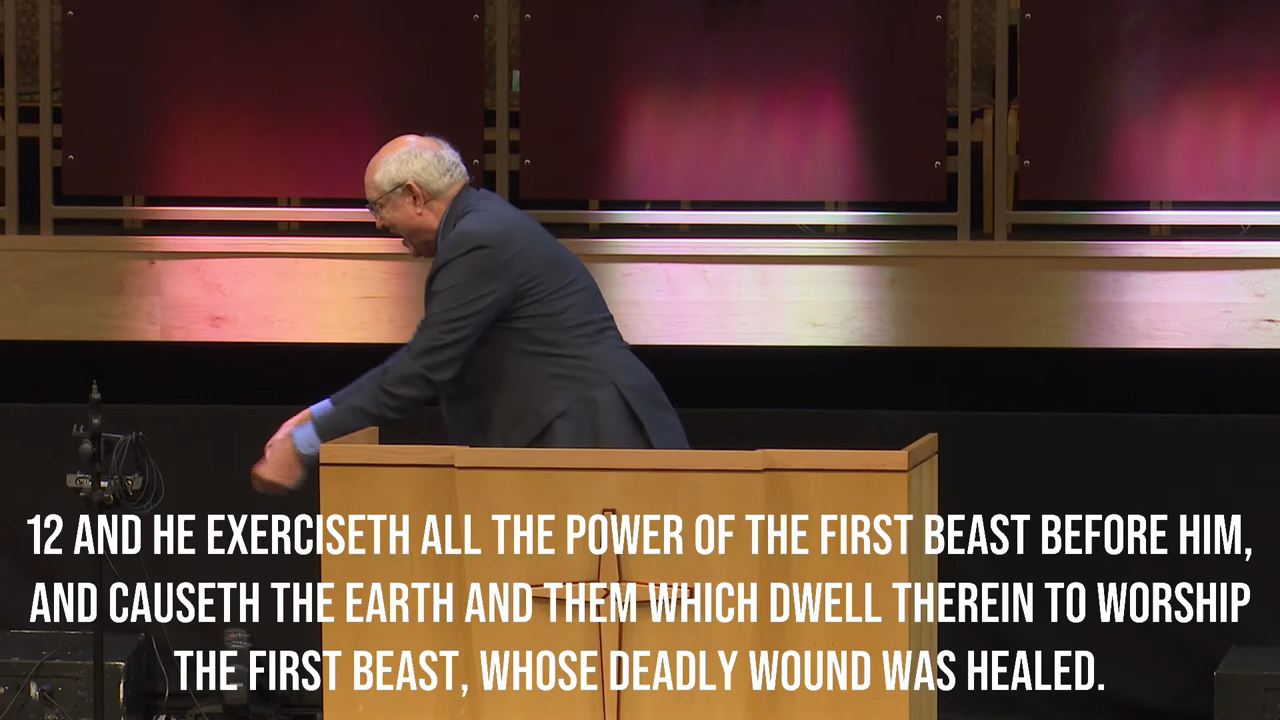 12 AND HE EXERCISETH ALL THE POWER OF THE FIRST BEAST BEFORE HIM,
AND CAUSETH THE EARTH AND THEM WHICH DWELL THEREIN TO WORSHIP
THE FIRST BEAST, WHOSE DEADLY WOUND WAS HEALED.